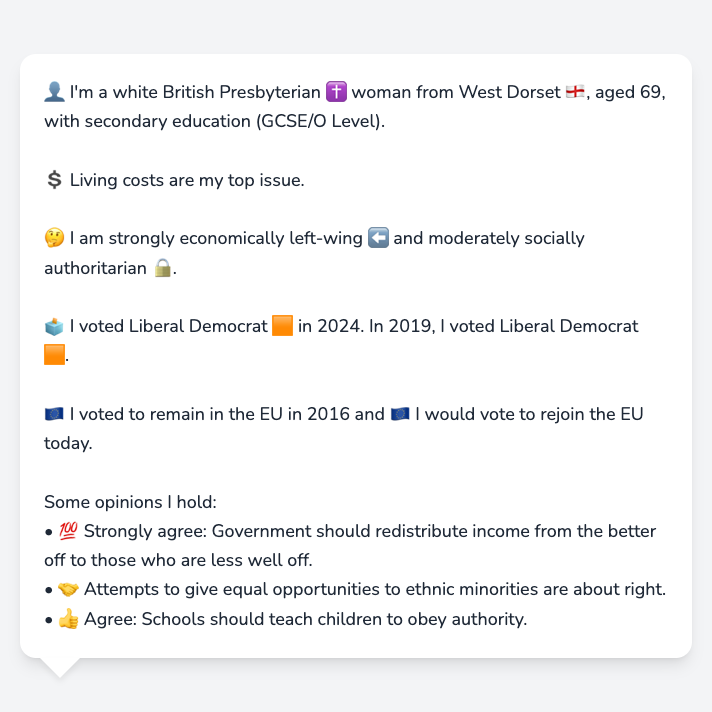 👤 I'm a white British Presbyterian ✝️ woman from West Dorset 🏴󠁧󠁢󠁥󠁮󠁧󠁿, aged 69,
with secondary education (GCSE/O Level).
💲 Living costs are my top issue.
🤔 I am strongly economically left-wing ⬅️ and moderately socially
authoritarian 🔒.
🗳️ I voted Liberal Democrat 🟧 in 2024. In 2019, I voted Liberal Democrat
🟧.
🇪🇺 I voted to remain in the EU in 2016 and 🇪🇺 I would vote to rejoin the EU
today.
Some opinions I hold:
• 💯 Strongly agree: Government should redistribute income from the better
off to those who are less well off.
• 🤝 Attempts to give equal opportunities to ethnic minorities are about right.
• 👍 Agree: Schools should teach children to obey authority.